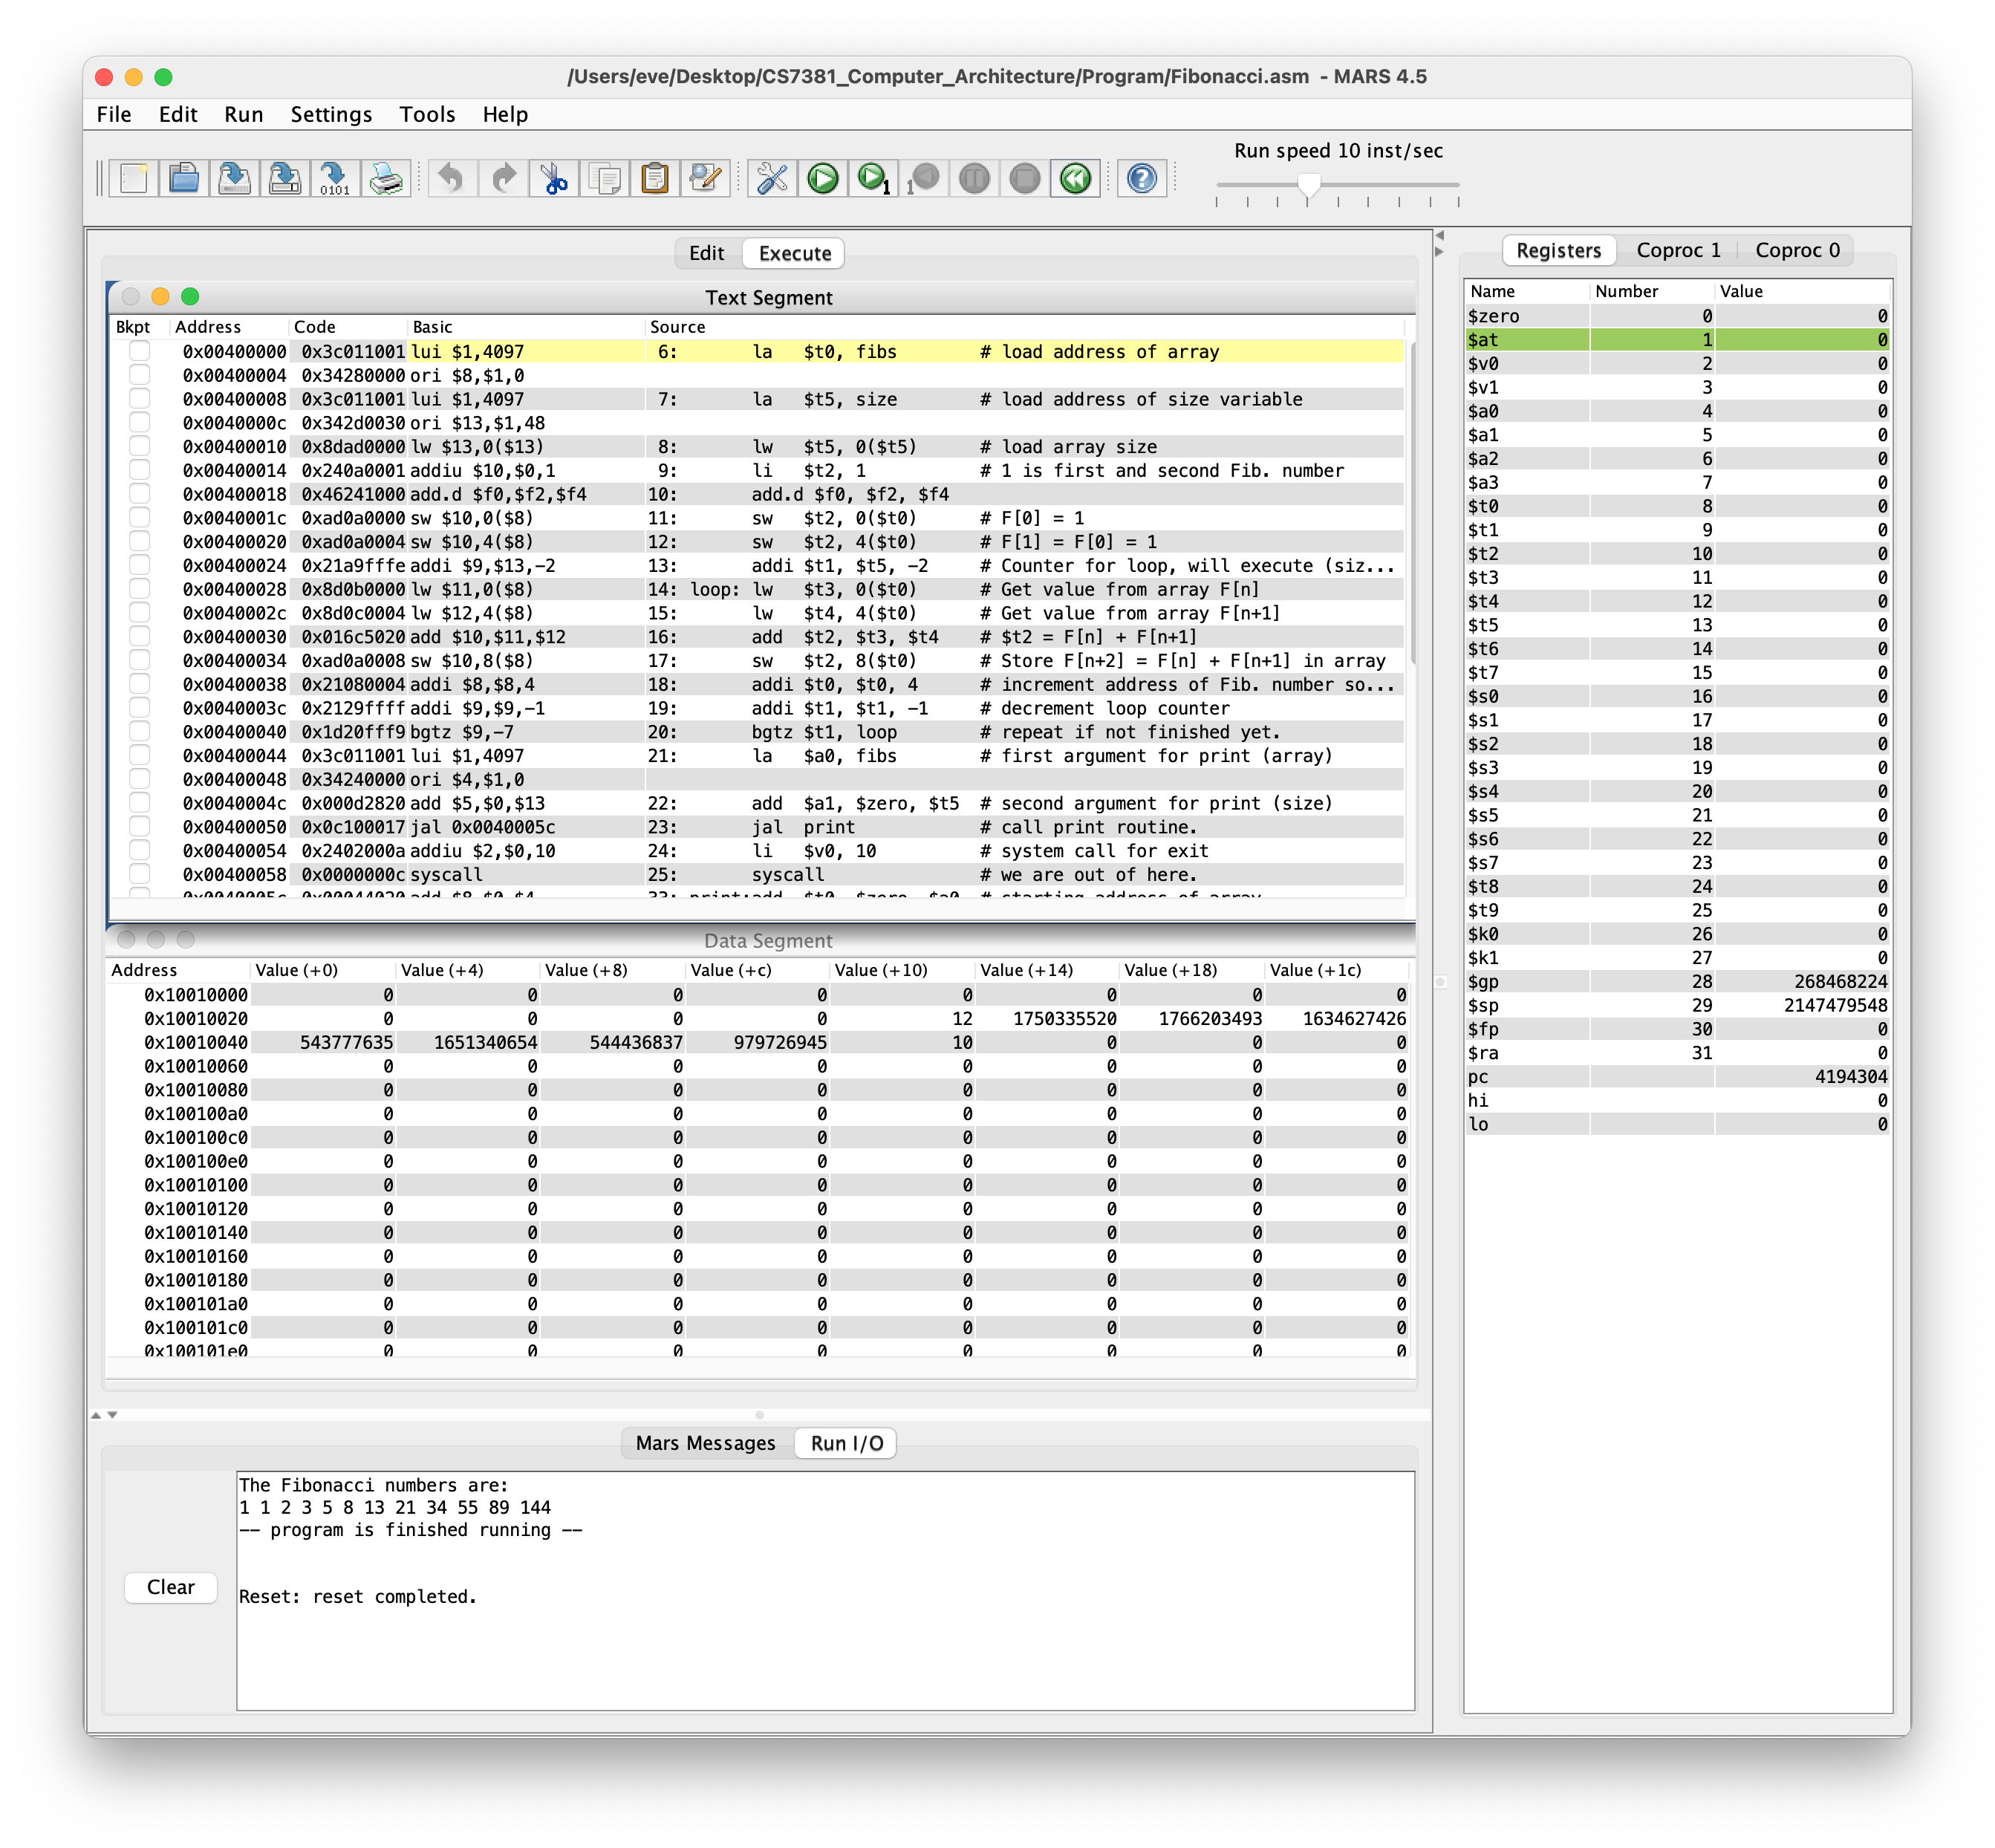 /Users/eve/Desktop/CS7381_Computer_Architecture/Program/Fibonacci.asm - MARS 4.5
File Edit Run Settings Tools Help
Run speed 10 inst/sec
0101 1 1
Edit Execute
Registers Coproc 1 Coproc 0
Text Segment
Bkpt Address Code Basic Source
0x00400000 0x3c011001 lui $1,4097 6: la $t0, fibs # load address of array
0x00400004 0x34280000 ori $8,$1,0
0x00400008 0x3c011001 lui $1,4097 7: la $t5, size # load address of size variable
0x0040000c 0x342d0030 ori $13,$1,48
0x00400010 0x8dad0000 lw $13,0($13) 8: lw $t5, 0($t5) # load array size
0x00400014 0x240a0001 addiu $10,$0,1 9: li $t2, 1 # 1 is first and second Fib. number
0x00400018 0x46241000 add.d $f0,$f2,$f4 10: add.d $f0, $f2, $f4
0x0040001c 0xad0a0000 sw $10,0($8) 11: sw $t2, 0($t0) # F[0] = 1
0x00400020 0xad0a0004 sw $10,4($8) 12: sw $t2, 4($t0) # F[1] = F[0] = 1
0x00400024 0x21a9fffe addi $9,$13,-2 13: addi $t1, $t5, -2 # Counter for loop, will execute (siz...
0x00400028 0x8d0b0000 lw $11,0($8) 14: loop: lw $t3, 0($t0) # Get value from array F[n]
0x0040002c 0x8d0c0004 lw $12,4($8) 15: lw $t4, 4($t0) # Get value from array F[n+1]
0x00400030 0x016c5020 add $10,$11,$12 16: add $t2, $t3, $t4 # $t2 = F[n] + F[n+1]
0x00400034 0xad0a0008 sw $10,8($8) 17: sw $t2, 8($t0) # Store F[n+2] = F[n] + F[n+1] in array
0x00400038 0x21080004 addi $8,$8,4 18: addi $t0, $t0, 4 # increment address of Fib. number so...
0x0040003c 0x2129ffff addi $9,$9,-1 19: addi $t1, $t1, -1 # decrement loop counter
0x00400040 0x1d20fff9 bgtz $9,-7 20: bgtz $t1, loop # repeat if not finished yet.
0x00400044 0x3c011001 lui $1,4097 21: la $a0, fibs # first argument for print (array)
0x00400048 0x34240000 ori $4,$1,0
0x0040004c 0x000d2820 add $5,$0,$13 22: add $a1, $zero, $t5 # second argument for print (size)
0x00400050 0x0c100017 jal 0x0040005c 23: jal print # call print routine.
0x00400054 0x2402000a addiu $2,$0,10 24: li $v0, 10 # system call for exit
0x00400058 0x0000000c syscall 25: syscall # we are out of here.
Data Segment
Address Value (+0) Value (+4) Value (+8) Value (+c) Value (+10) Value (+14) Value (+18) Value (+1c)
0x10010000 0 0 0 0 0 0 0 0
0x10010020 0 0 0 0 12 1750335520 1766203493 1634627426
0x10010040 543777635 1651340654 544436837 979726945 10 0 0 0
0x10010060 0 0 0 0 0 0 0 0
0x10010080 0 0 0 0 0 0 0 0
0x100100a0 0 0 0 0 0 0 0 0
0x100100c0 0 0 0 0 0 0 0 0
0x100100e0 0 0 0 0 0 0 0 0
0x10010100 0 0 0 0 0 0 0 0
0x10010120 0 0 0 0 0 0 0 0
0x10010140 0 0 0 0 0 0 0 0
0x10010160 0 0 0 0 0 0 0 0
0x10010180 0 0 0 0 0 0 0 0
0x100101a0 0 0 0 0 0 0 0 0
0x100101c0 0 0 0 0 0 0 0 0
0x100101e0 0 0 0 0 0 0 0 0
Mars Messages Run I/O
The Fibonacci numbers are:
1 1 2 3 5 8 13 21 34 55 89 144
-- program is finished running --
Reset: reset completed.
Clear
Name Number Value
$zero 0 0
$at 1 0
$v0 2 0
$v1 3 0
$a0 4 0
$a1 5 0
$a2 6 0
$a3 7 0
$t0 8 0
$t1 9 0
$t2 10 0
$t3 11 0
$t4 12 0
$t5 13 0
$t6 14 0
$t7 15 0
$s0 16 0
$s1 17 0
$s2 18 0
$s3 19 0
$s4 20 0
$s5 21 0
$s6 22 0
$s7 23 0
$t8 24 0
$t9 25 0
$k0 26 0
$k1 27 0
$gp 28 268468224
$sp 29 2147479548
$fp 30 0
$ra 31 0
pc 4194304
hi 0
lo 0